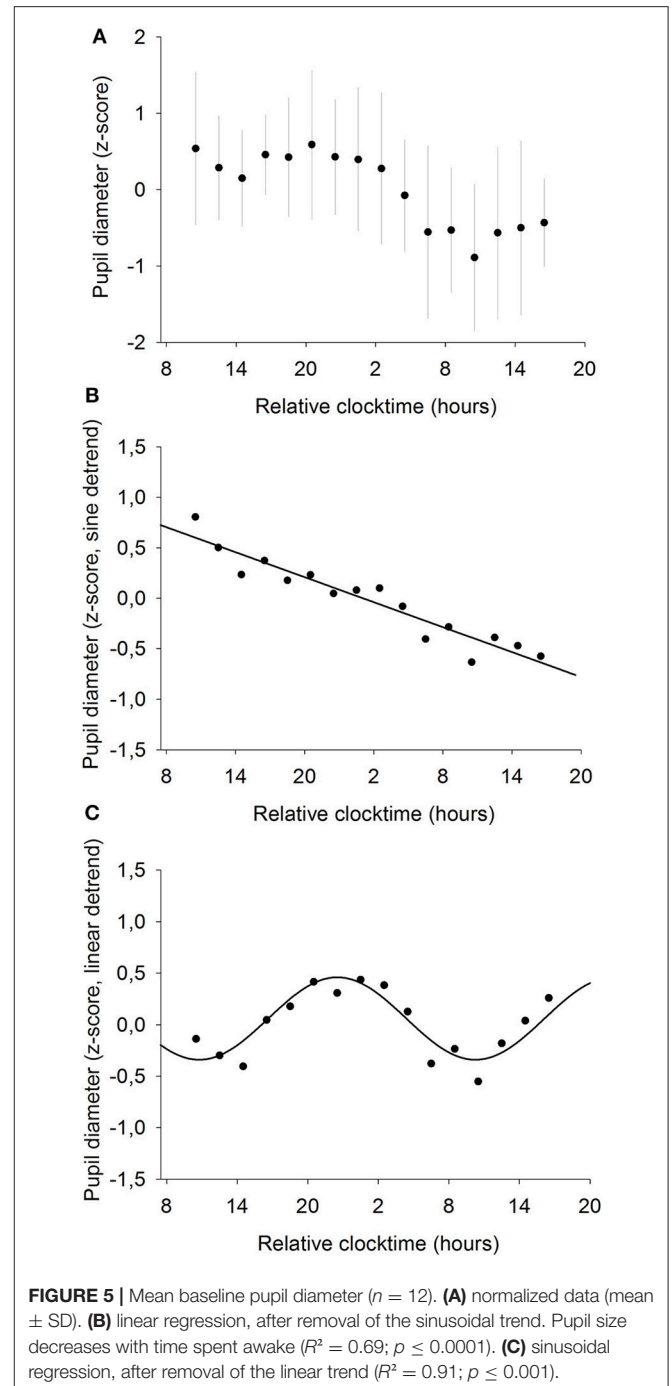 A
Pupil diameter (z-score)
2
1
0
-1
-2
8 14 20 2 8 14 20
Relative clocktime (hours)
B
Pupil diameter (z-score, sine detrend)
1,5
1,0
0,5
0,0
-0,5
-1,0
-1,5
8 14 20 2 8 14 20
Relative clocktime (hours)
C
Pupil diameter (z-score, linear detrend)
1,5
1,0
0,5
0,0
-0,5
-1,0
-1,5
8 14 20 2 8 14 20
Relative clocktime (hours)
FIGURE 5 | Mean baseline pupil diameter (n = 12). (A) normalized data (mean
± SD). (B) linear regression, after removal of the sinusoidal trend. Pupil size
decreases with time spent awake (R² = 0.69; p ≤ 0.0001). (C) sinusoidal
regression, after removal of the linear trend (R² = 0.91; p ≤ 0.001).